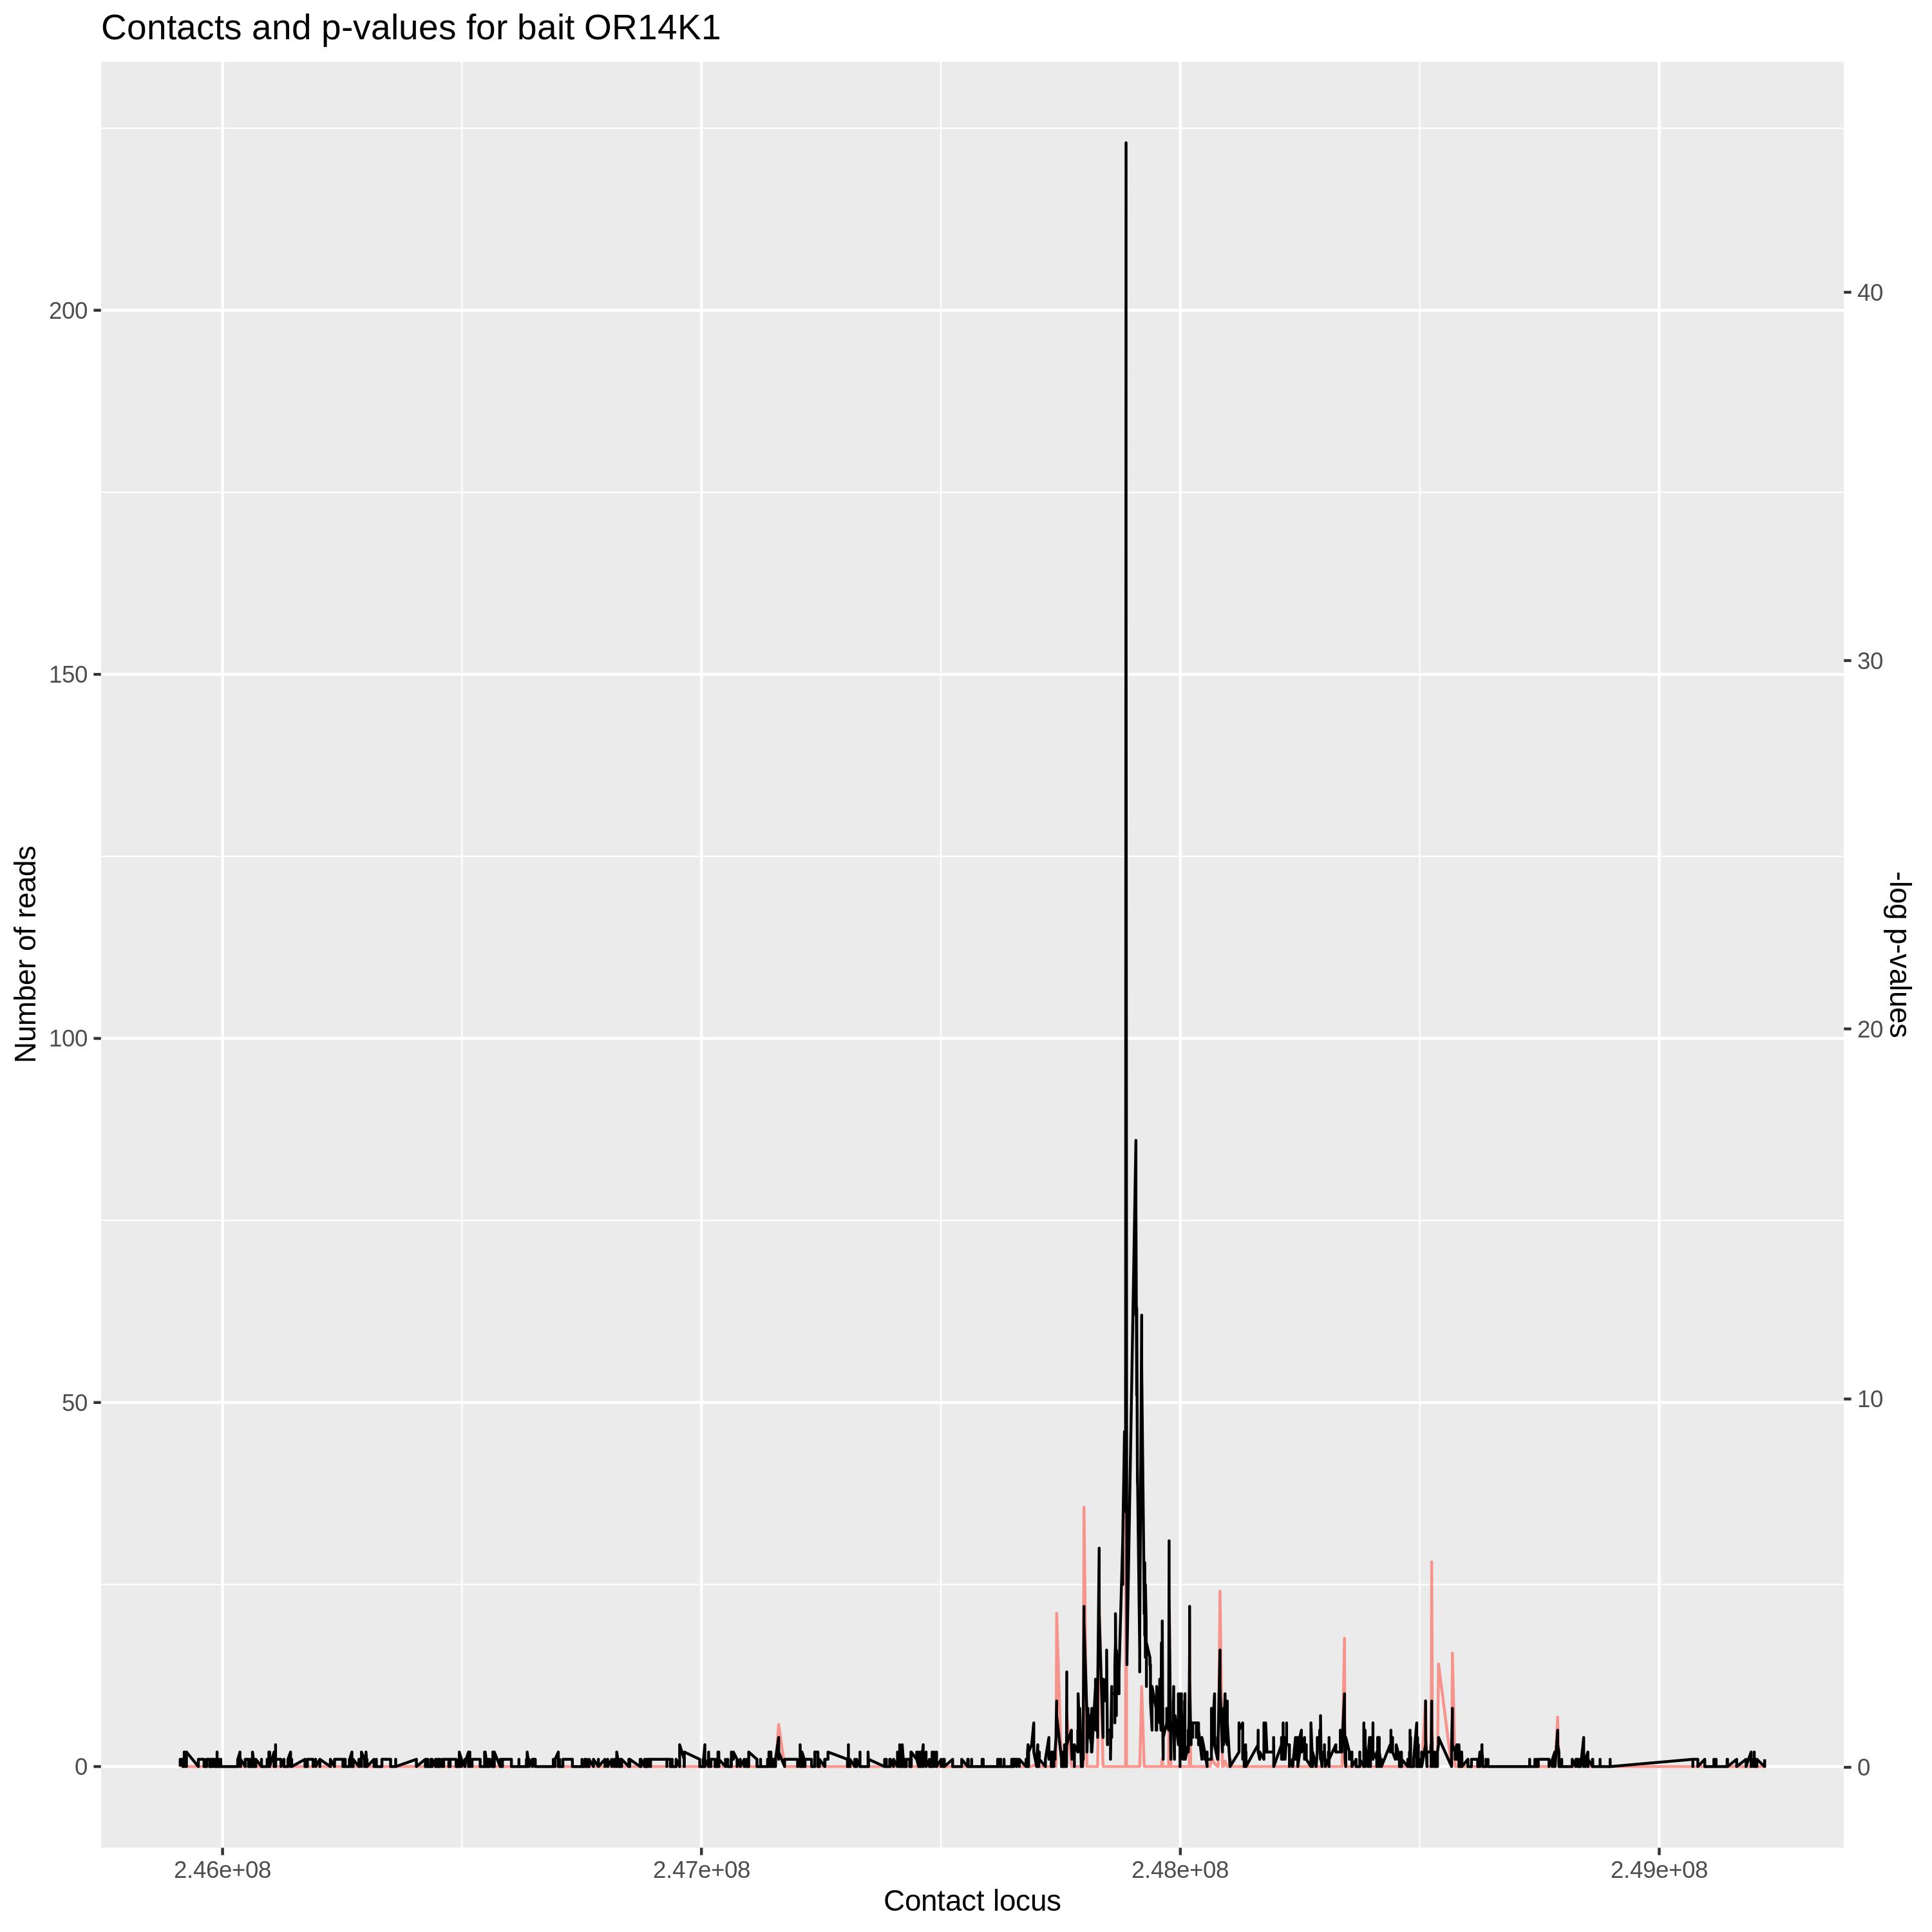 Contacts and p-values for bait OR14K1
200
150
100
50
0
40
30
20
10
0
Number of reads
-log p-values
2.46e+08
2.47e+08
2.48e+08
2.49e+08
Contact locus